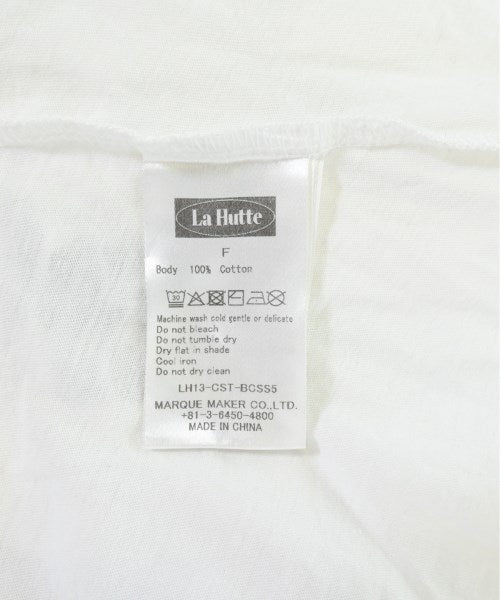 La Hutte
F
Body 100% Cotton
30
Machine wash cold gentle or delicate
Do not bleach
Do not tumble dry
Dry flat in shade
Cool iron
Do not dry clean
LH13-CST-BCSS5
MARQUE MAKER CO., LTD.
+81-3-6450-4800
MADE IN CHINA